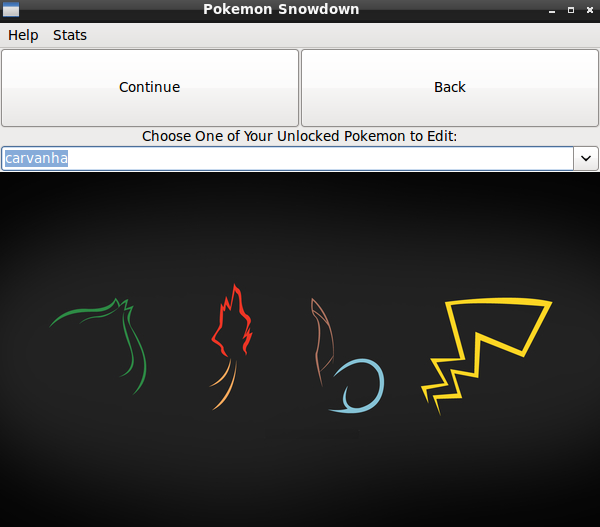 Pokemon Snowdown
Help Stats
Continue Back
Choose One of Your Unlocked Pokemon to Edit:
carvanha